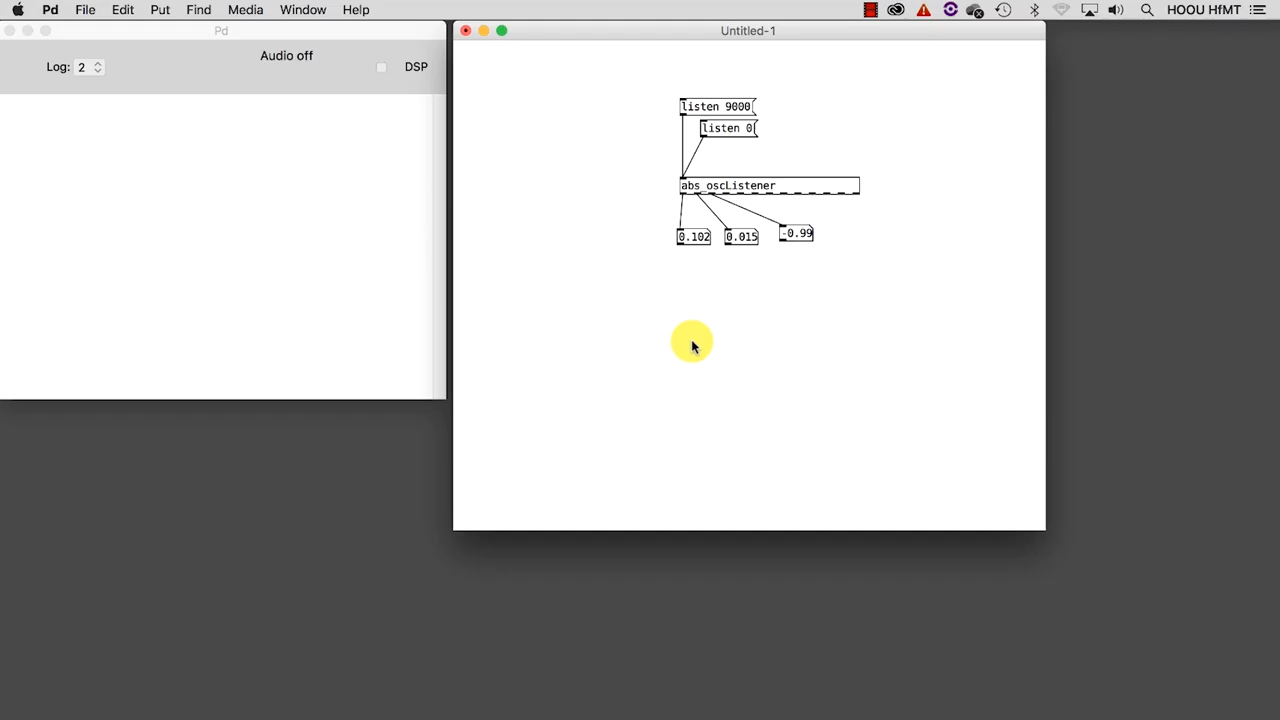 Pd File Edit Put Find Media Window Help HOOU HfMT
Pd
Untitled-1
Audio off
Log: 2 DSP
listen 9000
listen 0
abs_oscListener
0.102 0.015 -0.99